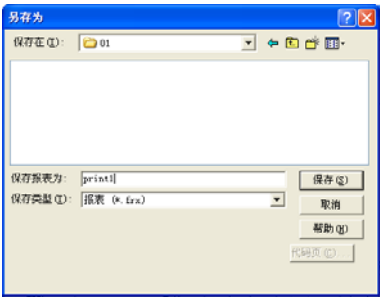 另存为
保存在(I): 01
保存报表为: print1
保存(S)
保存类型(T): 报表 (*.frx)
取消
帮助(H)
代码页(C)